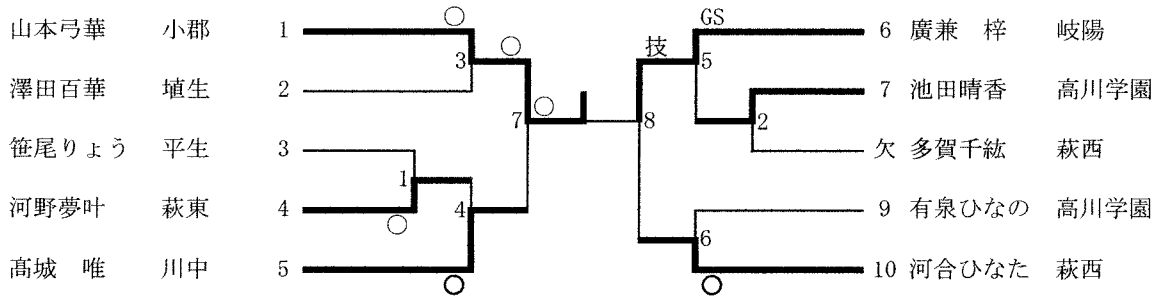 ○ GS
山本弓華 小郡 1 6 廣兼 梓 岐陽
○ 技
3 5
澤田百華 埴生 2 7 池田晴香 高川学園
○
7 8 2
笹尾りょう 平生 3 欠 多賀千紘 萩西
1
河野夢叶 萩東 4 4 9 有泉ひなの 高川学園
○
6
髙城 唯 川中 5 10 河合ひなた 萩西
○ ○